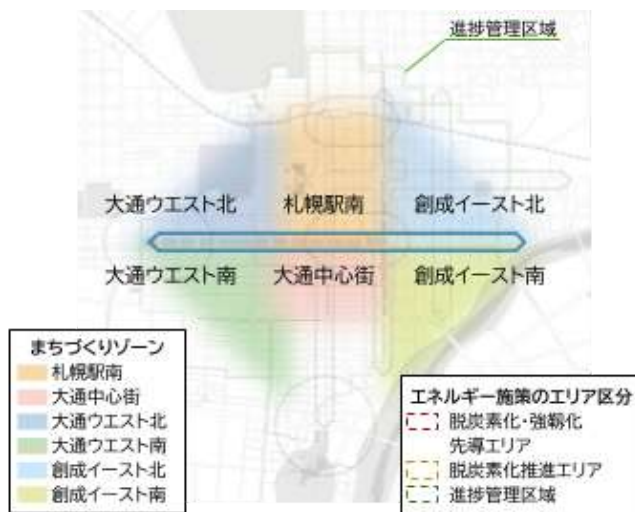 進捗管理区域
大通ウエスト北 札幌駅南 創成イースト北
大通ウエスト南 大通中心街 創成イースト南
まちづくりゾーン
札幌駅南
大通中心街
大通ウエスト北
大通ウエスト南
創成イースト北
創成イースト南
エネルギー施策のエリア区分
脱炭素化・強靱化
先導エリア
脱炭素化推進エリア
進捗管理区域